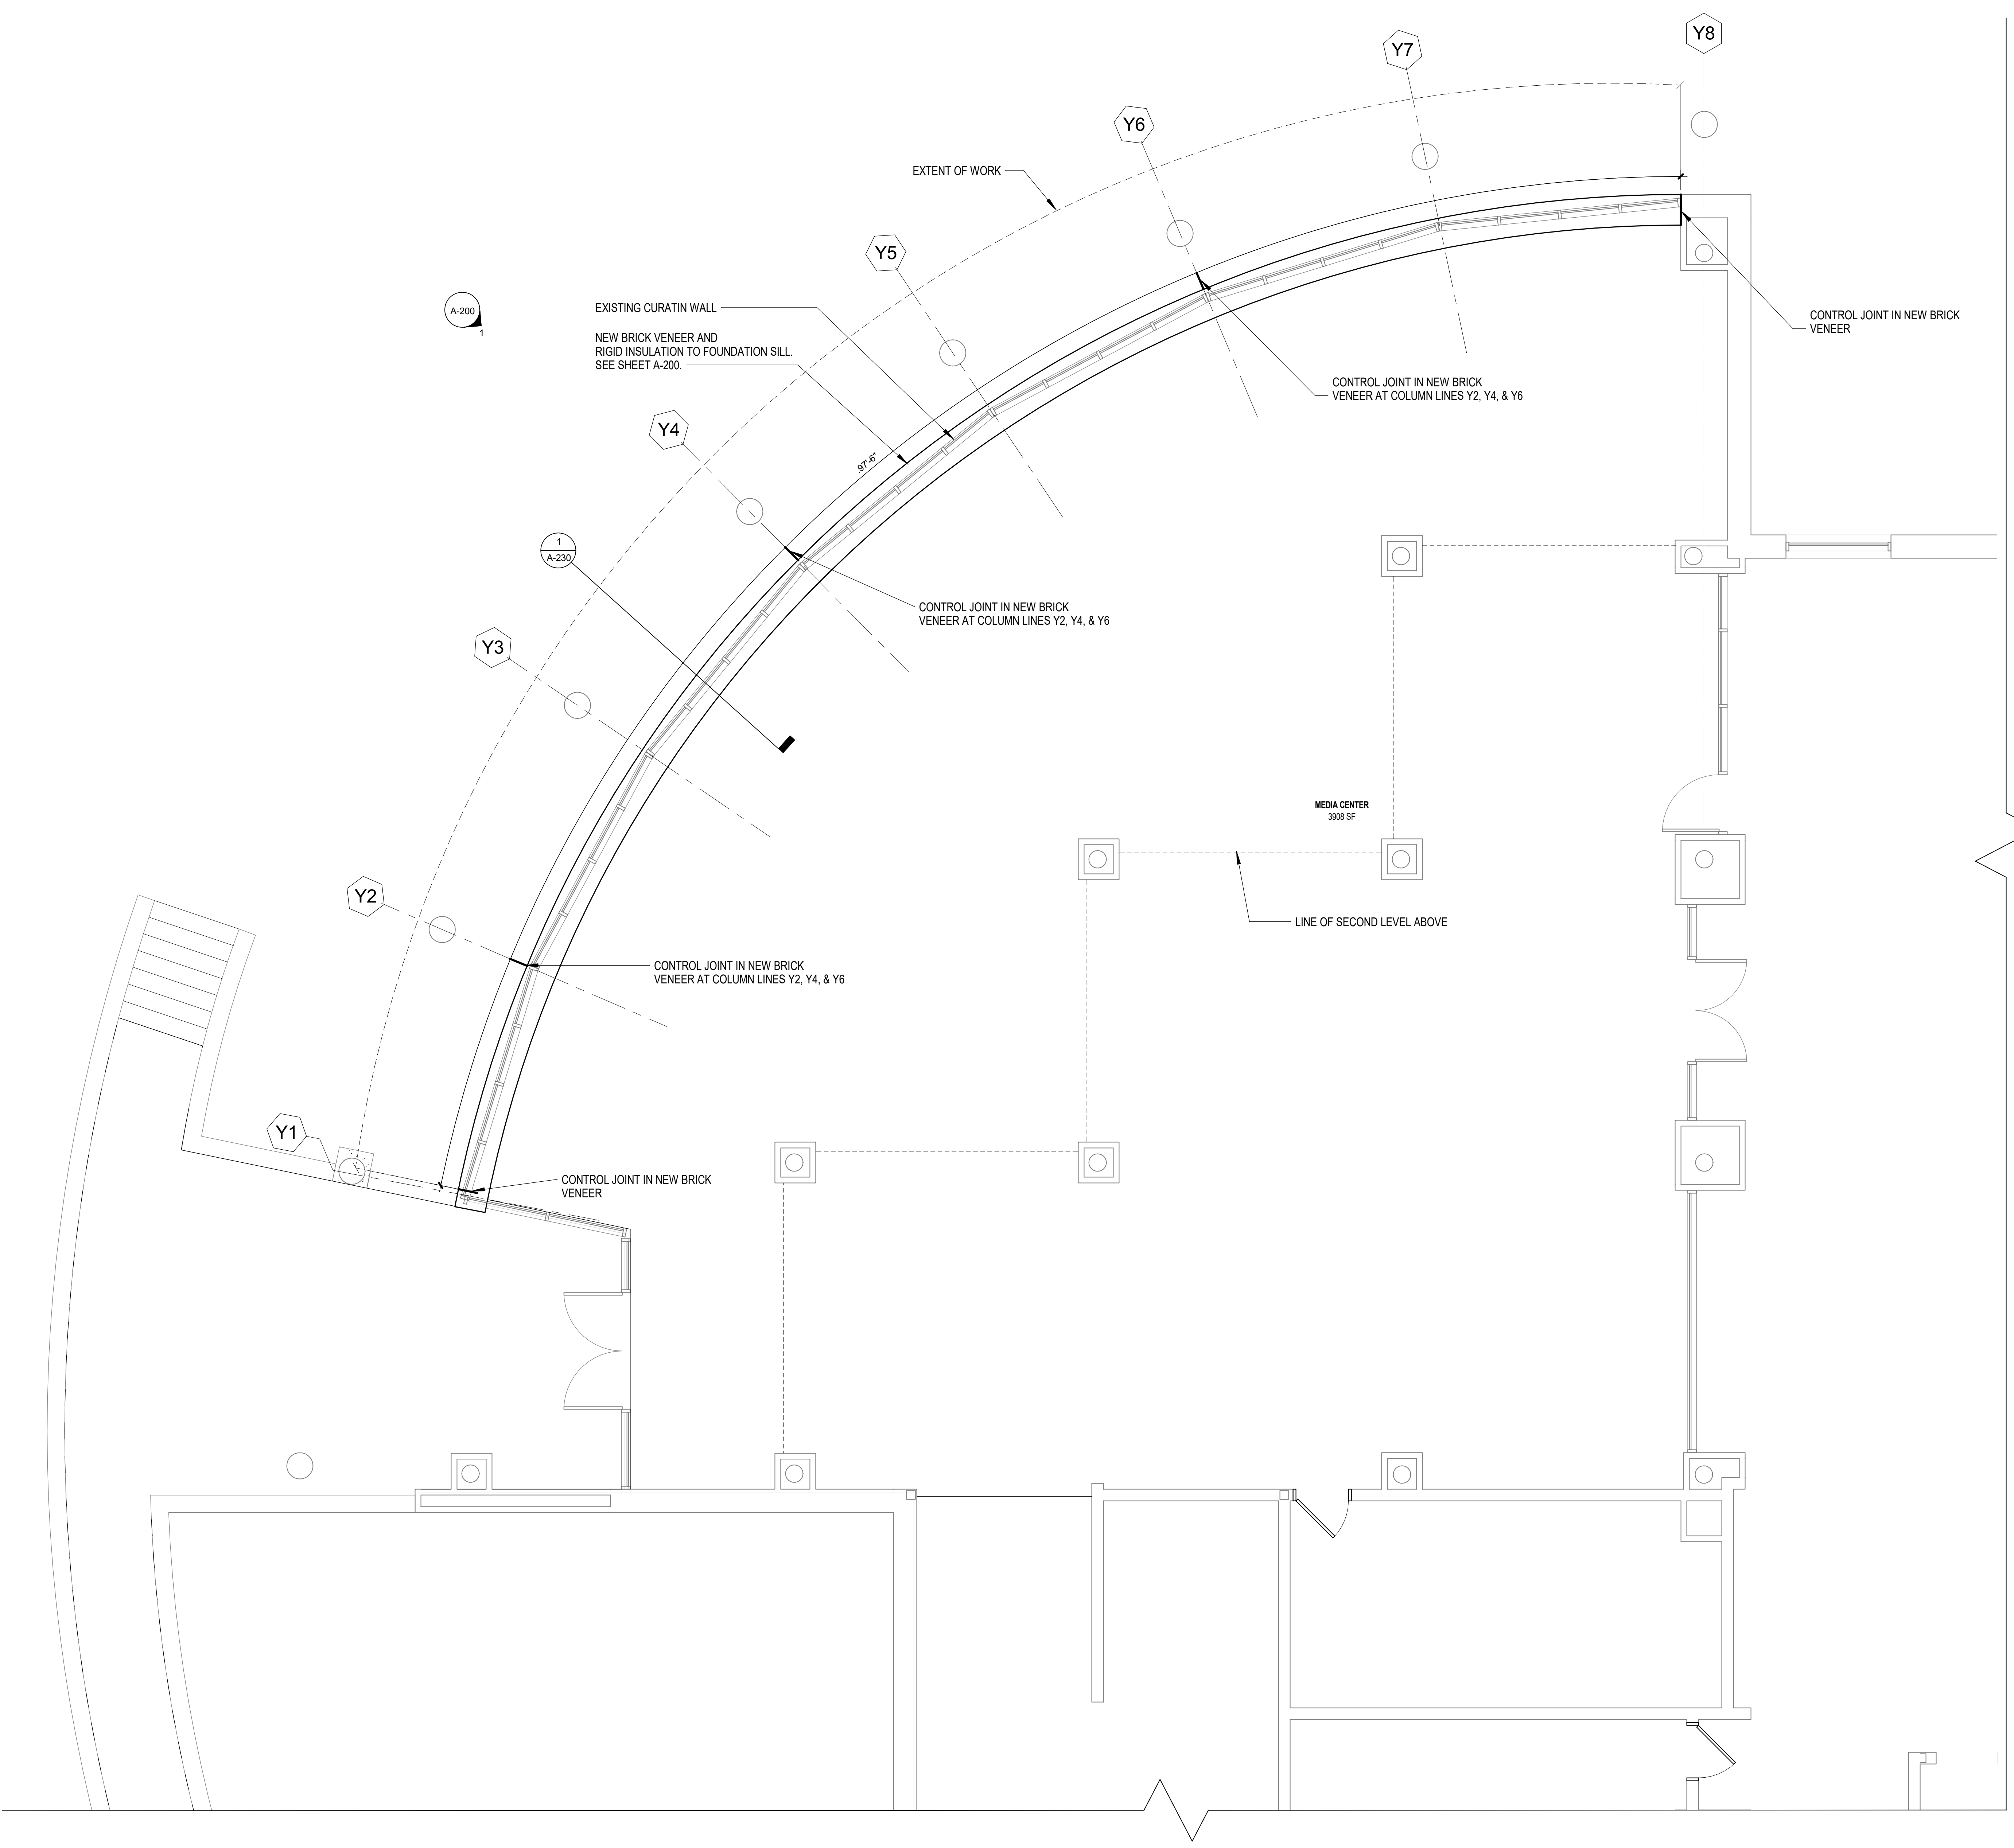 Y8
Y7
Y6
EXTENT OF WORK
Y5
A-200
1
EXISTING CURATIN WALL
NEW BRICK VENEER AND
RIGID INSULATION TO FOUNDATION SILL.
SEE SHEET A-200.
CONTROL JOINT IN NEW BRICK
VENEER
CONTROL JOINT IN NEW BRICK
VENEER AT COLUMN LINES Y2, Y4, & Y6
Y4
97'-6"
1
A-230
CONTROL JOINT IN NEW BRICK
VENEER AT COLUMN LINES Y2, Y4, & Y6
Y3
MEDIA CENTER
3908 SF
Y2
LINE OF SECOND LEVEL ABOVE
CONTROL JOINT IN NEW BRICK
VENEER AT COLUMN LINES Y2, Y4, & Y6
Y1
CONTROL JOINT IN NEW BRICK
VENEER